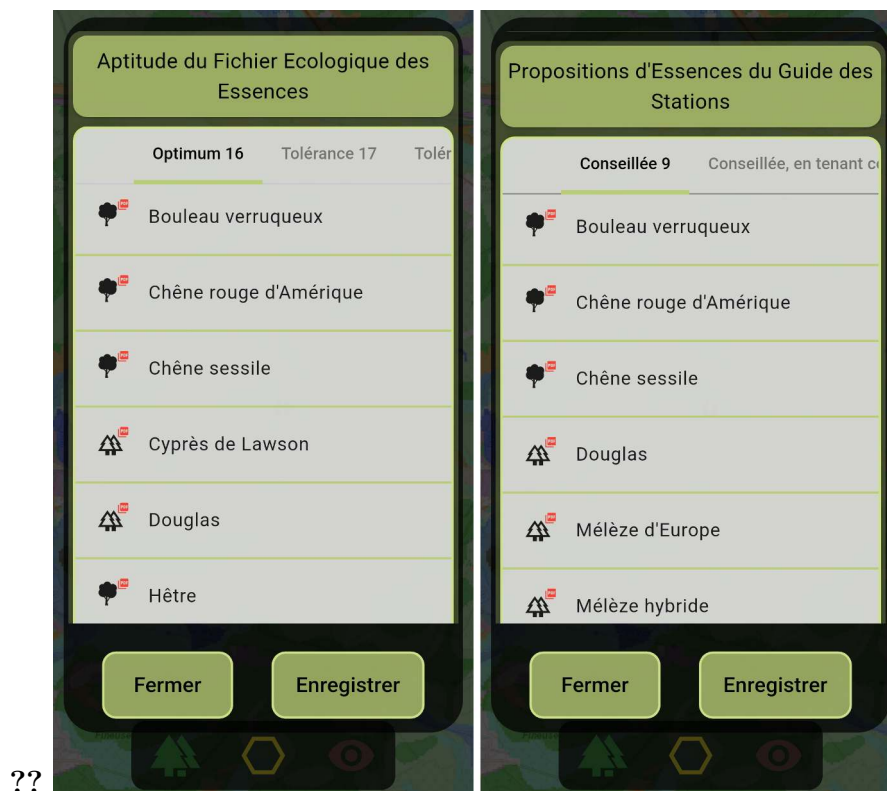 Aptitude du Fichier Ecologique des
Essences
Optimum 16 Tolérance 17 Tolér
Bouleau verruqueux
Chêne rouge d'Amérique
Chêne sessile
Cyprès de Lawson
Douglas
Hêtre
Fermer Enregistrer
Propositions d'Essences du Guide des
Stations
Conseillée 9 Conseillée, en tenant c
Bouleau verruqueux
Chêne rouge d'Amérique
Chêne sessile
Douglas
Mélèze d'Europe
Mélèze hybride
Fermer Enregistrer
??